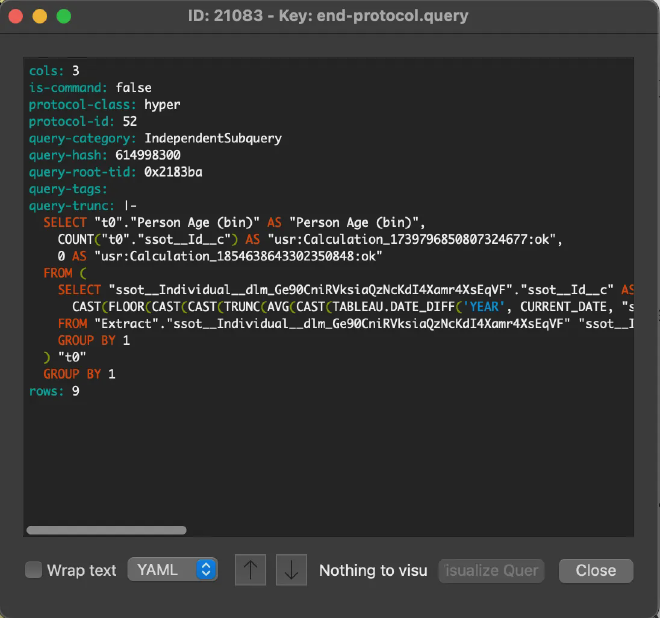 ID: 21083 - Key: end-protocol.query
cols: 3
is-command: false
protocol-class: hyper
protocol-id: 52
query-category: IndependentSubquery
query-hash: 614998300
query-root-tid: 0x2183ba
query-tags:
query-trunc: |-
SELECT "t0"."Person Age (bin)" AS "Person Age (bin)",
COUNT("t0"."ssot__Id__c") AS "usr:Calculation_1739796850807324677:ok",
0 AS "usr:Calculation_1854638643302350848:ok"
FROM (
SELECT "ssot__Individual__dlm_Ge90CniRVksiaQzNcKdI4Xamr4XsEqVF"."ssot__Id__c" AS
CAST(FLOOR(CAST(CAST(TRUNC(AVG(CAST(TABLEAU.DATE_DIFF('YEAR', CURRENT_DATE, "s
FROM "Extract"."ssot__Individual__dlm_Ge90CniRVksiaQzNcKdI4Xamr4XsEqVF" "ssot__I
GROUP BY 1
) "t0"
GROUP BY 1
rows: 9
Wrap text YAML Nothing to visu isualize Quer Close